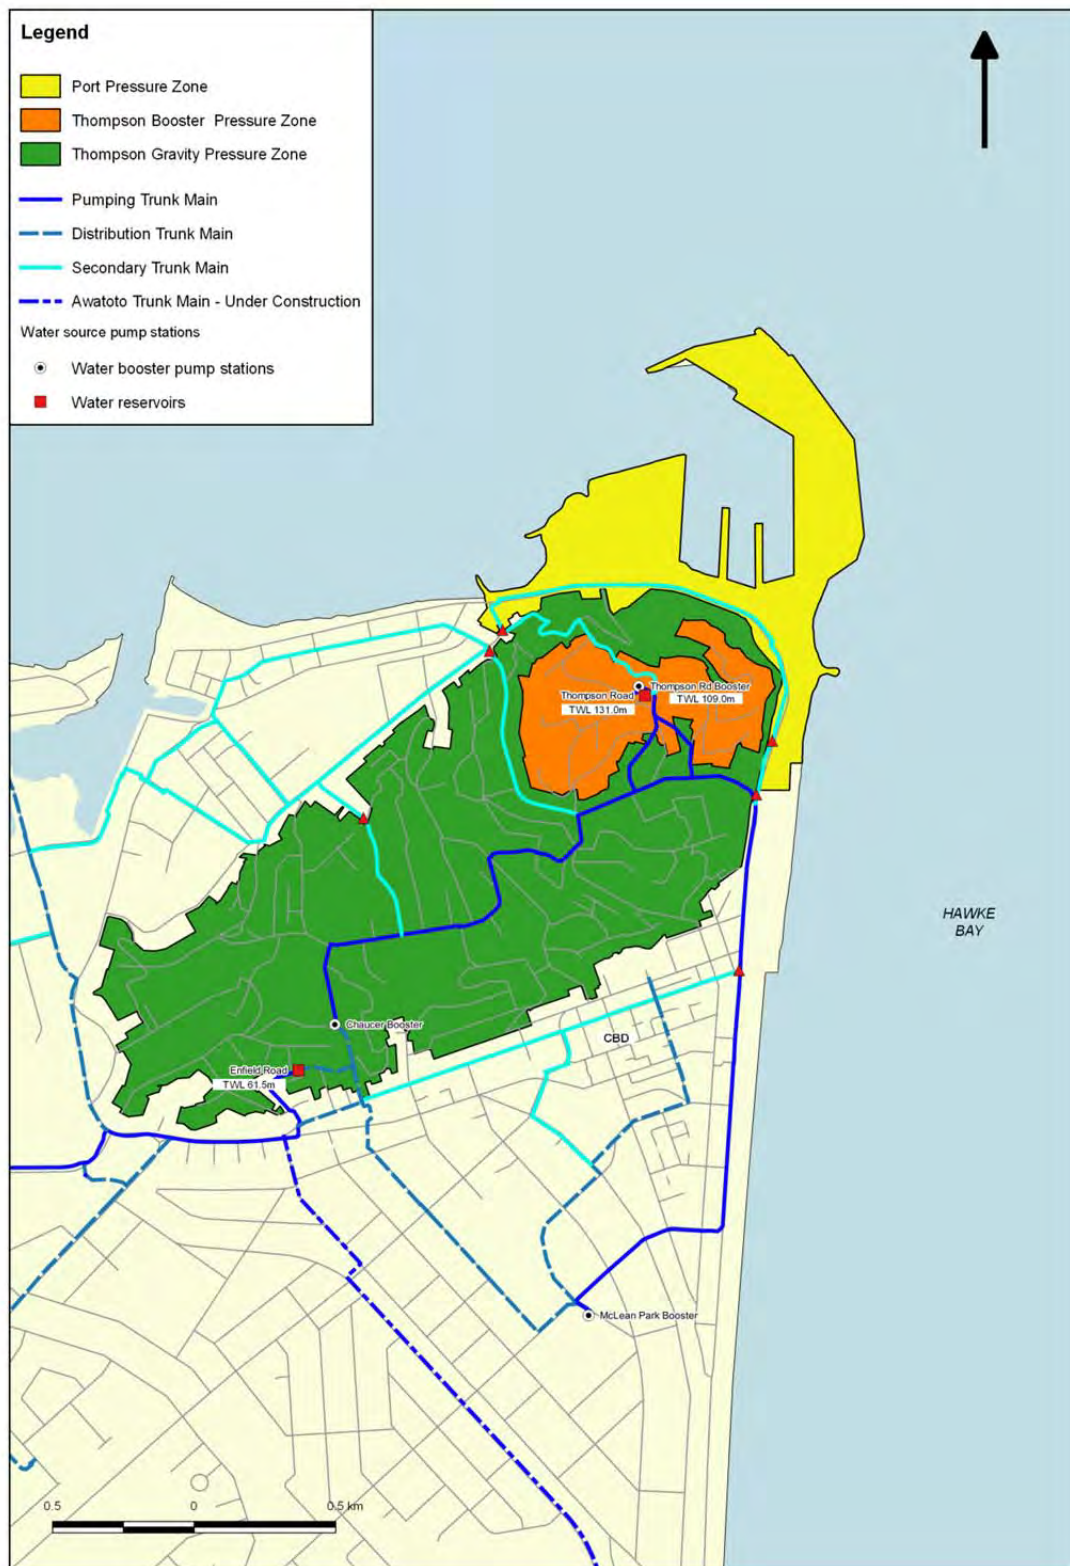 Legend
Port Pressure Zone
Thompson Booster Pressure Zone
Thompson Gravity Pressure Zone
Pumping Trunk Main
Distribution Trunk Main
Secondary Trunk Main
Awatoto Trunk Main - Under Construction
Water source pump stations
Water booster pump stations
Water reservoirs
Thompson Rd Booster
Thompson Road
TWL 109.0m
TWL 131.0m
HAWKE
BAY
Chaucer Booster
CBD
Enfield Road
TWL 61.5m
McLean Park Booster
0.5 0 0.5 km